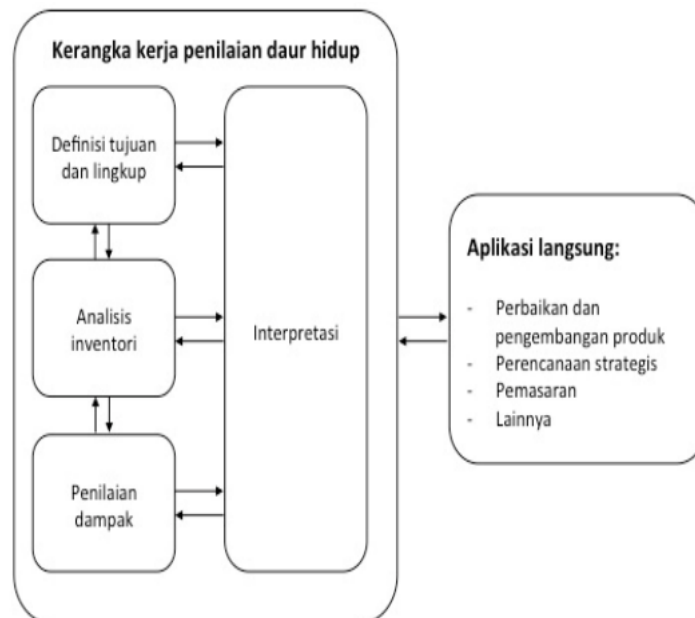 Kerangka kerja penilaian daur hidup
Definisi tujuan
dan lingkup
Analisis
inventori
Penilaian
dampak
Interpretasi
Aplikasi langsung:
- Perbaikan dan
pengembangan produk
- Perencanaan strategis
- Pemasaran
- Lainnya